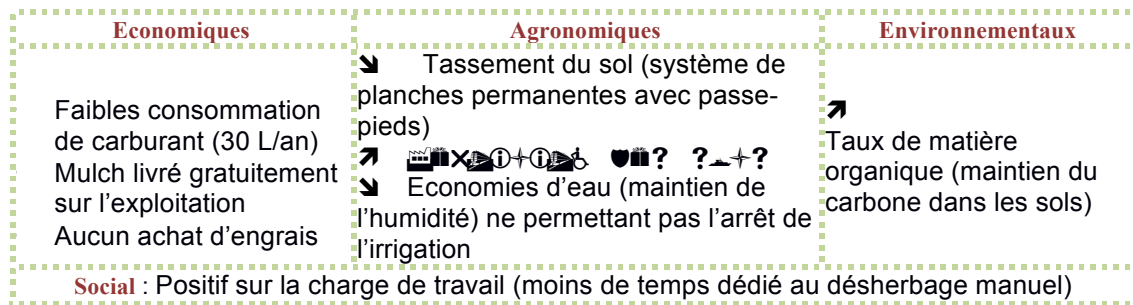 Economiques
Agronomiques
Environnementaux
Faibles consommation
de carburant (30 L/an)
Mulch livré gratuitement
sur l’exploitation
Aucun achat d’engrais
➘ Tassement du sol (système de
planches permanentes avec passe-
pieds)
➘ Economies d’eau (maintien de
l’humidité) ne permettant pas l’arrêt de
l’irrigation
➚
Taux de matière
organique (maintien du
carbone dans les sols)
Social : Positif sur la charge de travail (moins de temps dédié au désherbage manuel)